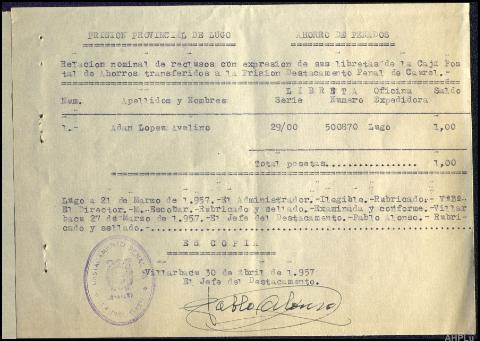 PRISION PROVINCIAL DE LUGO AHORRO DE PENADOS
Relacion nominal de reclusos con expresion de sus libretas de la Caja Pos
tal de Ahorros transferidos a la Prision Destacamento Penal de Caurel.-
L I B R E T A Oficina Saldo
Num. Apellidos y Nombres Serie Numero Expedidora
1.- Adan Lopez Avelino 29/00 500870 Lugo 1,00
Total pesetas................ 1,00
Lugo a 21 de Marzo de 1.957.-El Administrador.-Ilegible.-Rubricado.-VºBº-
El Director.-M. Escobar.-Rubricado y sellado.-Examinada y conforme.-Villar
baca 27 de Marzo de 1.957.-El Jefe del Destacamento.-Pablo Alonso.-Rubri-
cado y sellado.-
ES COPIA
Villarbaca 30 de Abril de 1.957
El Jefe del Destacamento.
Pablo Alonso
DESTACAMENTO PENAL
AHPLu